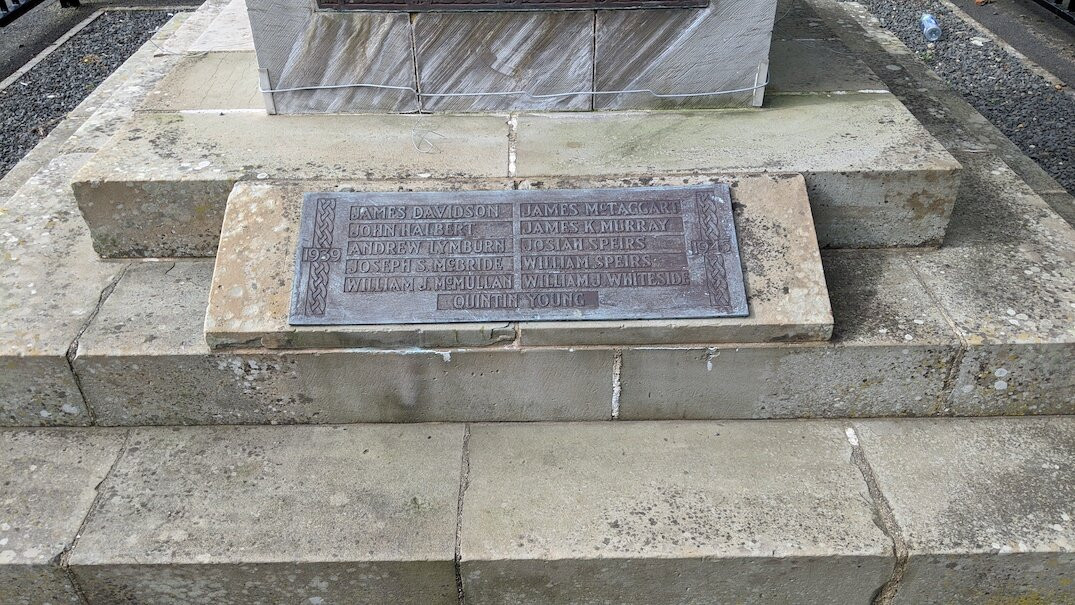 JAMES DAVIDSON JAMES McTAGGART
JOHN HALBERT JAMES K. MURRAY
1939 ANDREW LYMBURN JOSIAH SPEIRS 1945
JOSEPH S. McBRIDE WILLIAM SPEIRS
WILLIAM J. McMULLAN WILLIAM J. WHITESIDE
QUINTIN YOUNG